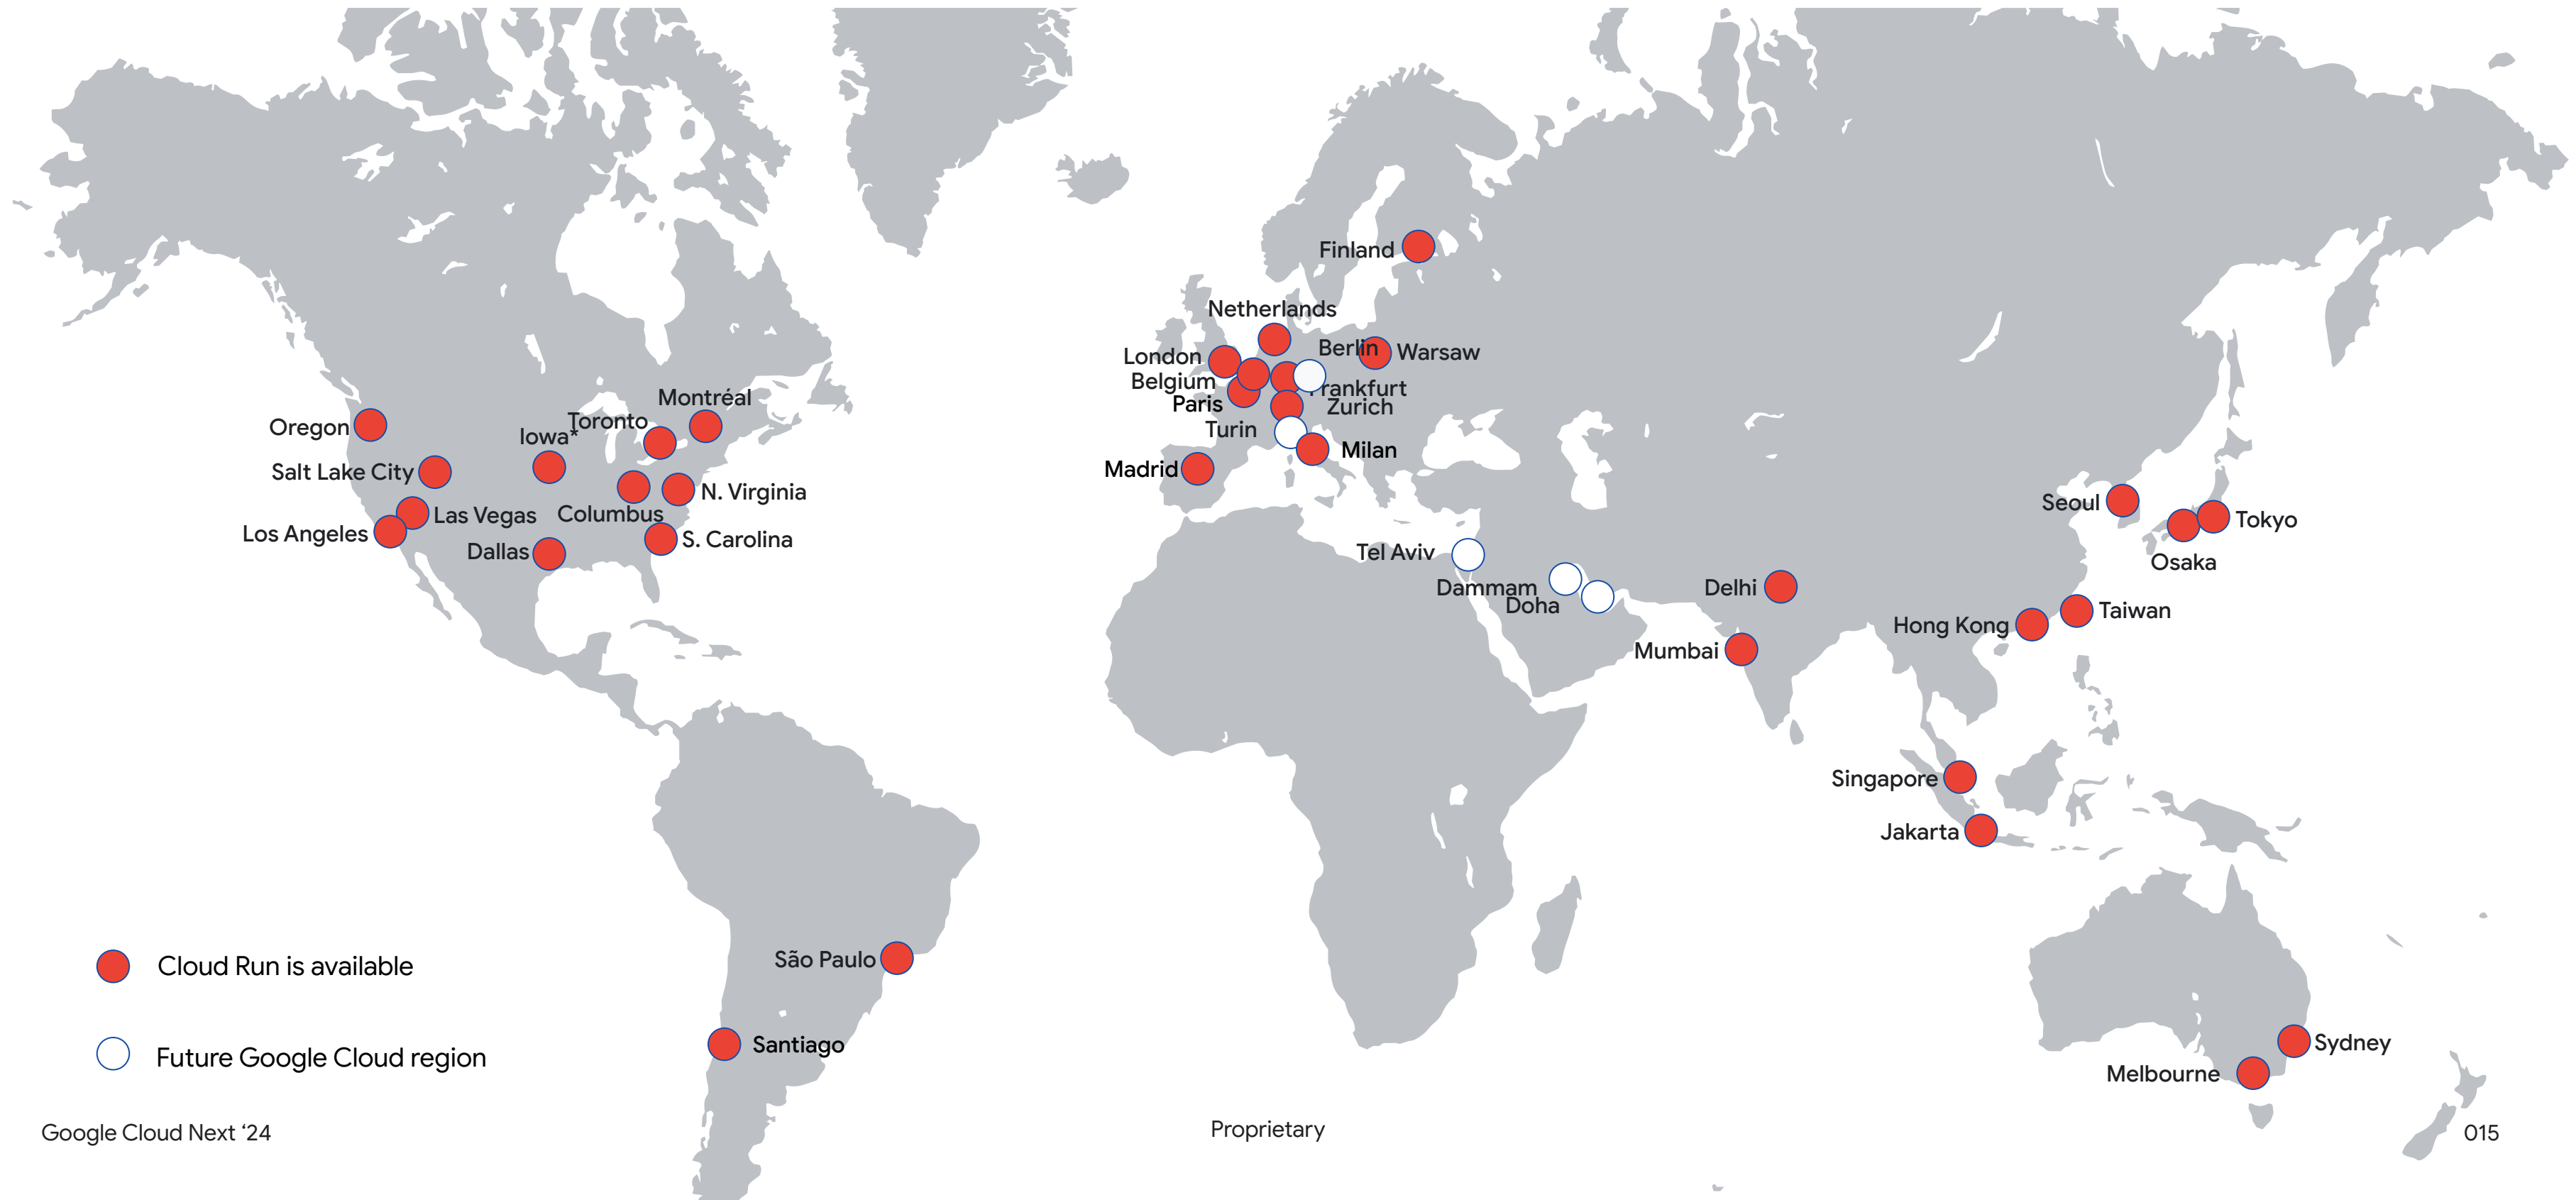 Finland
Netherlands
Berlin
Warsaw
London
Belgium
Frankfurt
Paris
Zurich
Turin
Milan
Madrid
Montréal
Toronto
Oregon
Iowa*
Salt Lake City
N. Virginia
Las Vegas
Columbus
Los Angeles
S. Carolina
Dallas
Seoul
Tokyo
Osaka
Tel Aviv
Dammam
Doha
Delhi
Taiwan
Hong Kong
Mumbai
Singapore
Jakarta
São Paulo
Santiago
Sydney
Melbourne
Cloud Run is available
Future Google Cloud region
Google Cloud Next ‘24
Proprietary
015